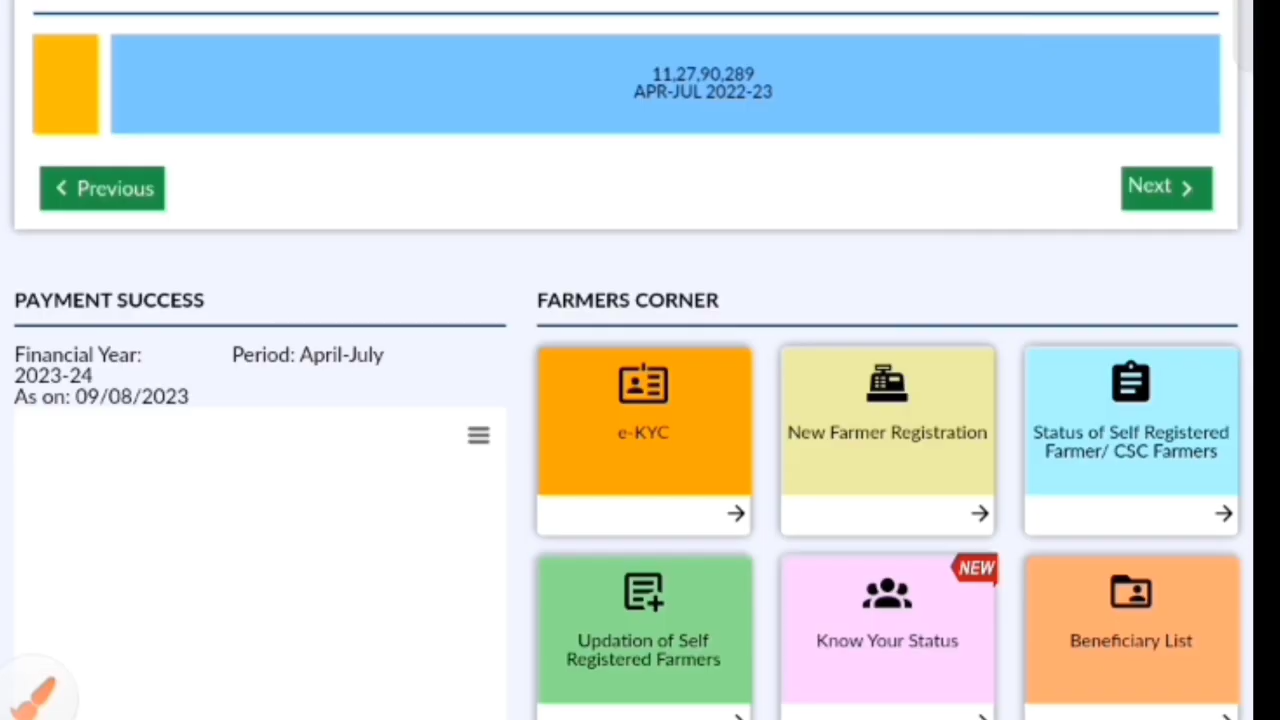 11,27,90,289
APR-JUL 2022-23
Previous
Next
PAYMENT SUCCESS
Financial Year:
2023-24
Period: April-July
As on: 09/08/2023
FARMERS CORNER
e-KYC
New Farmer Registration
Status of Self Registered
Farmer/ CSC Farmers
Updation of Self
Registered Farmers
NEW
Know Your Status
Beneficiary List